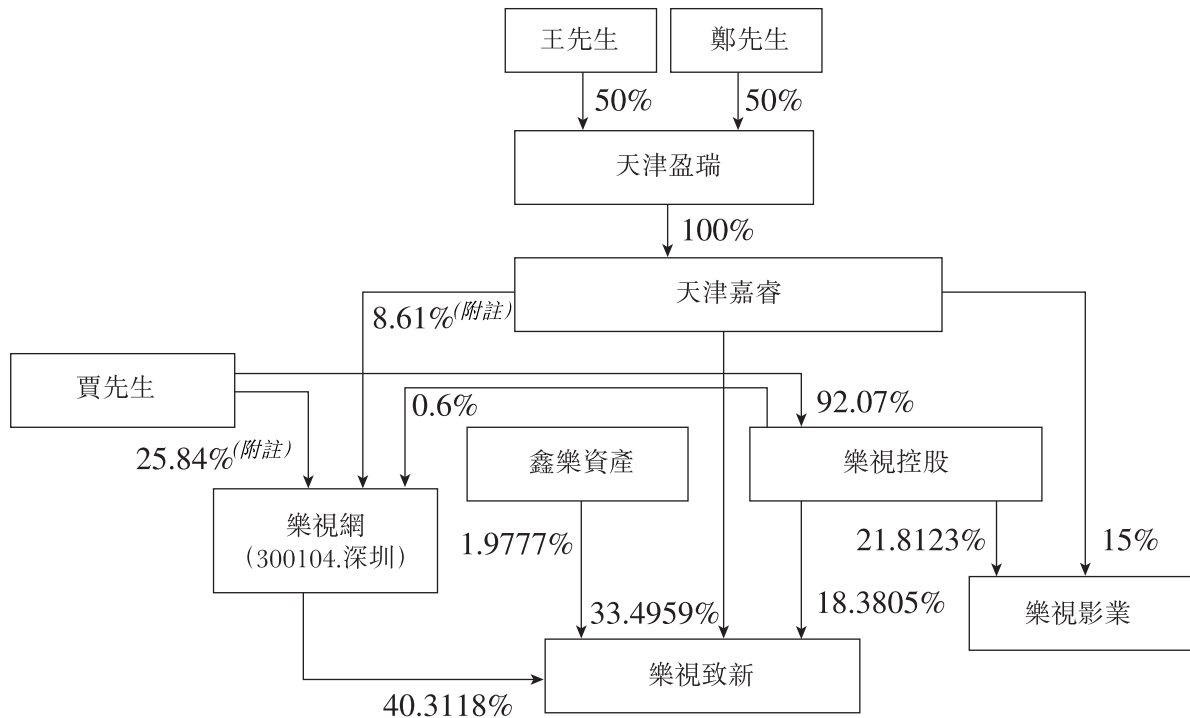 王先生
鄭先生
50%
50%
天津盈瑞
100%
天津嘉睿
8.61%(附註)
賈先生
0.6%
92.07%
25.84%(附註)
鑫樂資產
樂視控股
樂視網
(300104.深圳)
1.9777%
21.8123%
15%
33.4959%
18.3805%
樂視影業
樂視致新
40.3118%